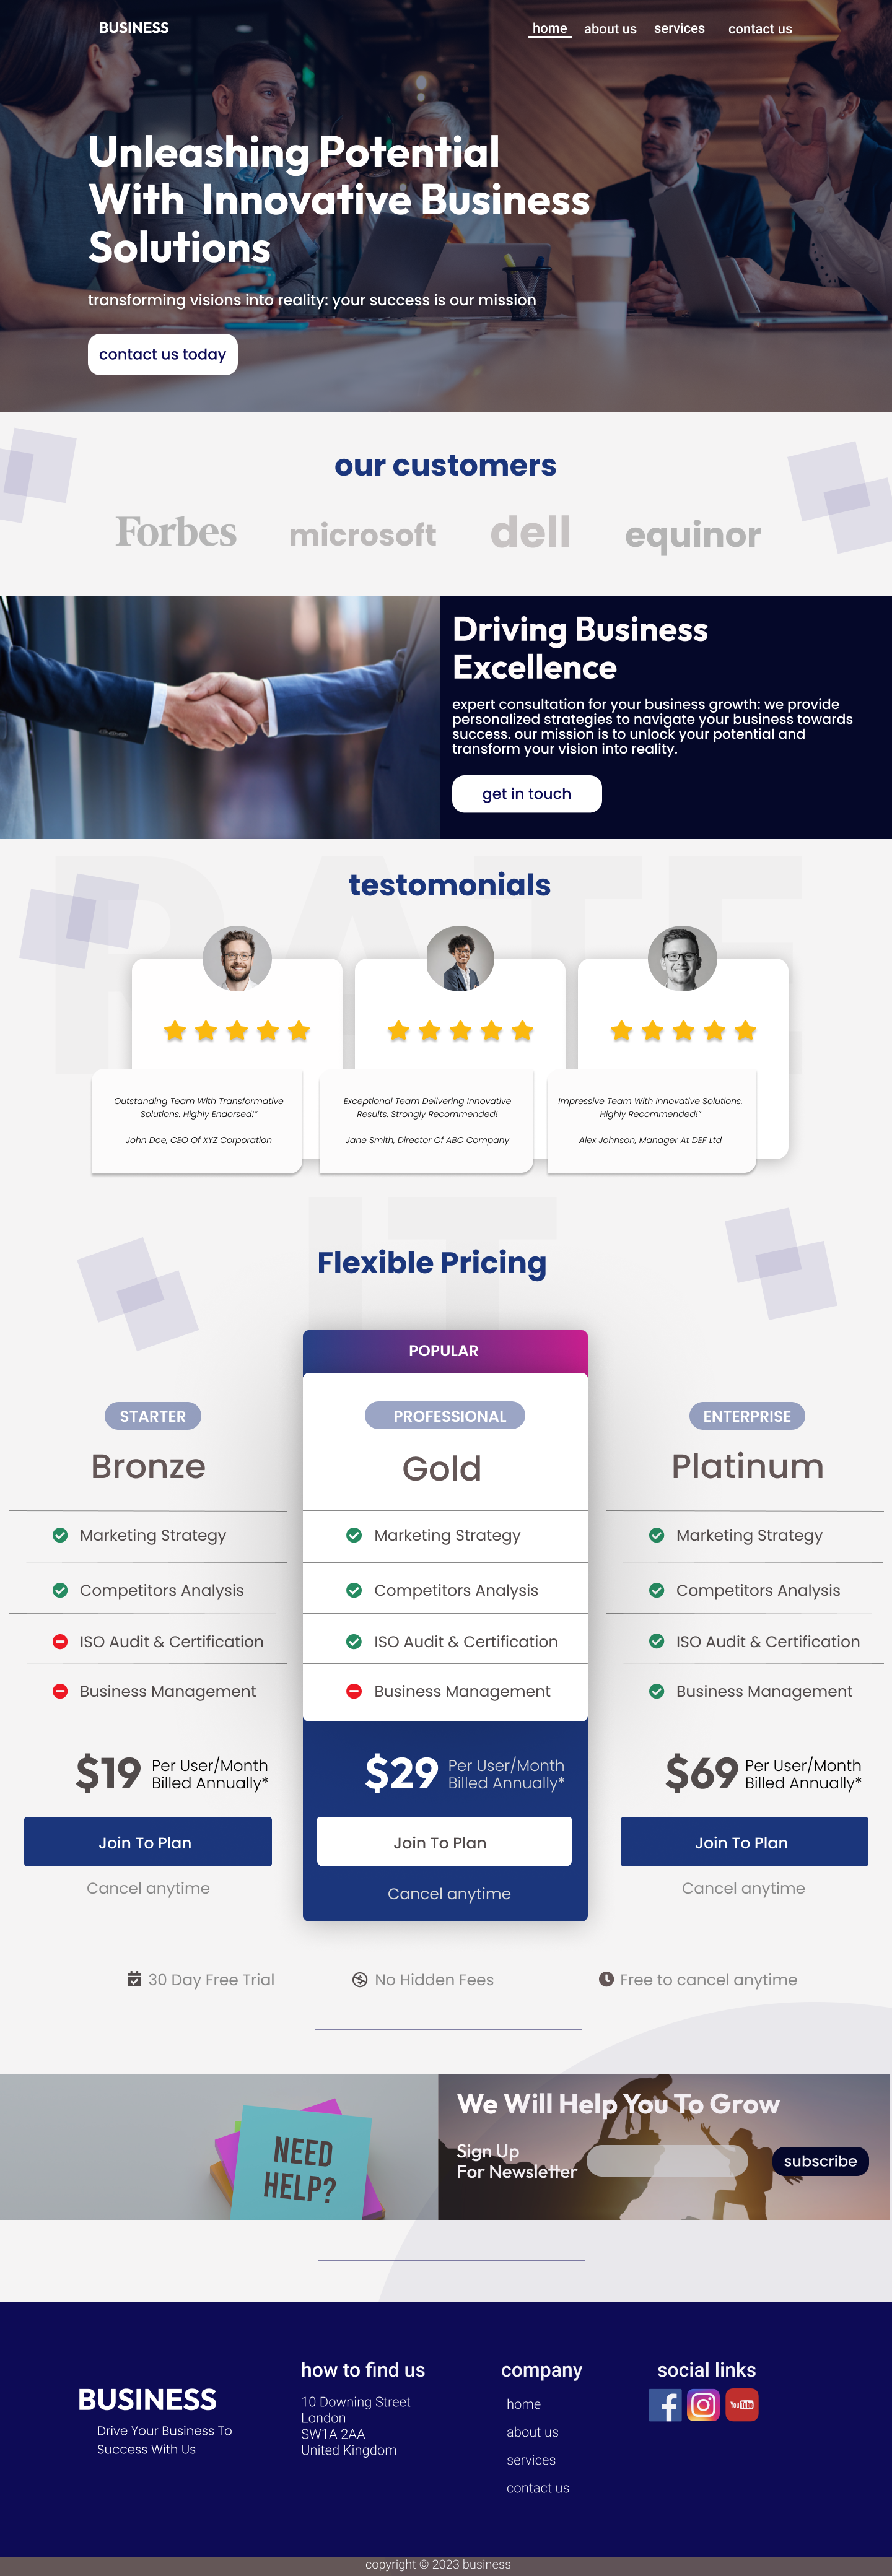 BUSINESS
home about us services contact us
Unleashing Potential
With Innovative Business
Solutions
transforming visions into reality: your success is our mission
contact us today
our customers
Forbes microsoft dell equinor
Driving Business
Excellence
expert consultation for your business growth: we provide
personalized strategies to navigate your business towards
success. our mission is to unlock your potential and
transform your vision into reality.
get in touch
RATE
testomonials
Outstanding Team With Transformative
Solutions. Highly Endorsed!"
John Doe, CEO Of XYZ Corporation
Exceptional Team Delivering Innovative
Results. Strongly Recommended!
Jane Smith, Director Of ABC Company
Impressive Team With Innovative Solutions.
Highly Recommended!"
Alex Johnson, Manager At DEF Ltd
IT
Flexible Pricing
STARTER
Bronze
Marketing Strategy
Competitors Analysis
ISO Audit & Certification
Business Management
$19 Per User/Month
Billed Annually*
Join To Plan
Cancel anytime
POPULAR
PROFESSIONAL
Gold
Marketing Strategy
Competitors Analysis
ISO Audit & Certification
Business Management
$29 Per User/Month
Billed Annually*
Join To Plan
Cancel anytime
ENTERPRISE
Platinum
Marketing Strategy
Competitors Analysis
ISO Audit & Certification
Business Management
$69 Per User/Month
Billed Annually*
Join To Plan
Cancel anytime
30 Day Free Trial No Hidden Fees Free to cancel anytime
NEED
HELP?
We Will Help You To Grow
Sign Up
For Newsletter
subscribe
BUSINESS
Drive Your Business To
Success With Us
how to find us
10 Downing Street
London
SW1A 2AA
United Kingdom
company
home
about us
services
contact us
social links
YouTube
copyright © 2023 business